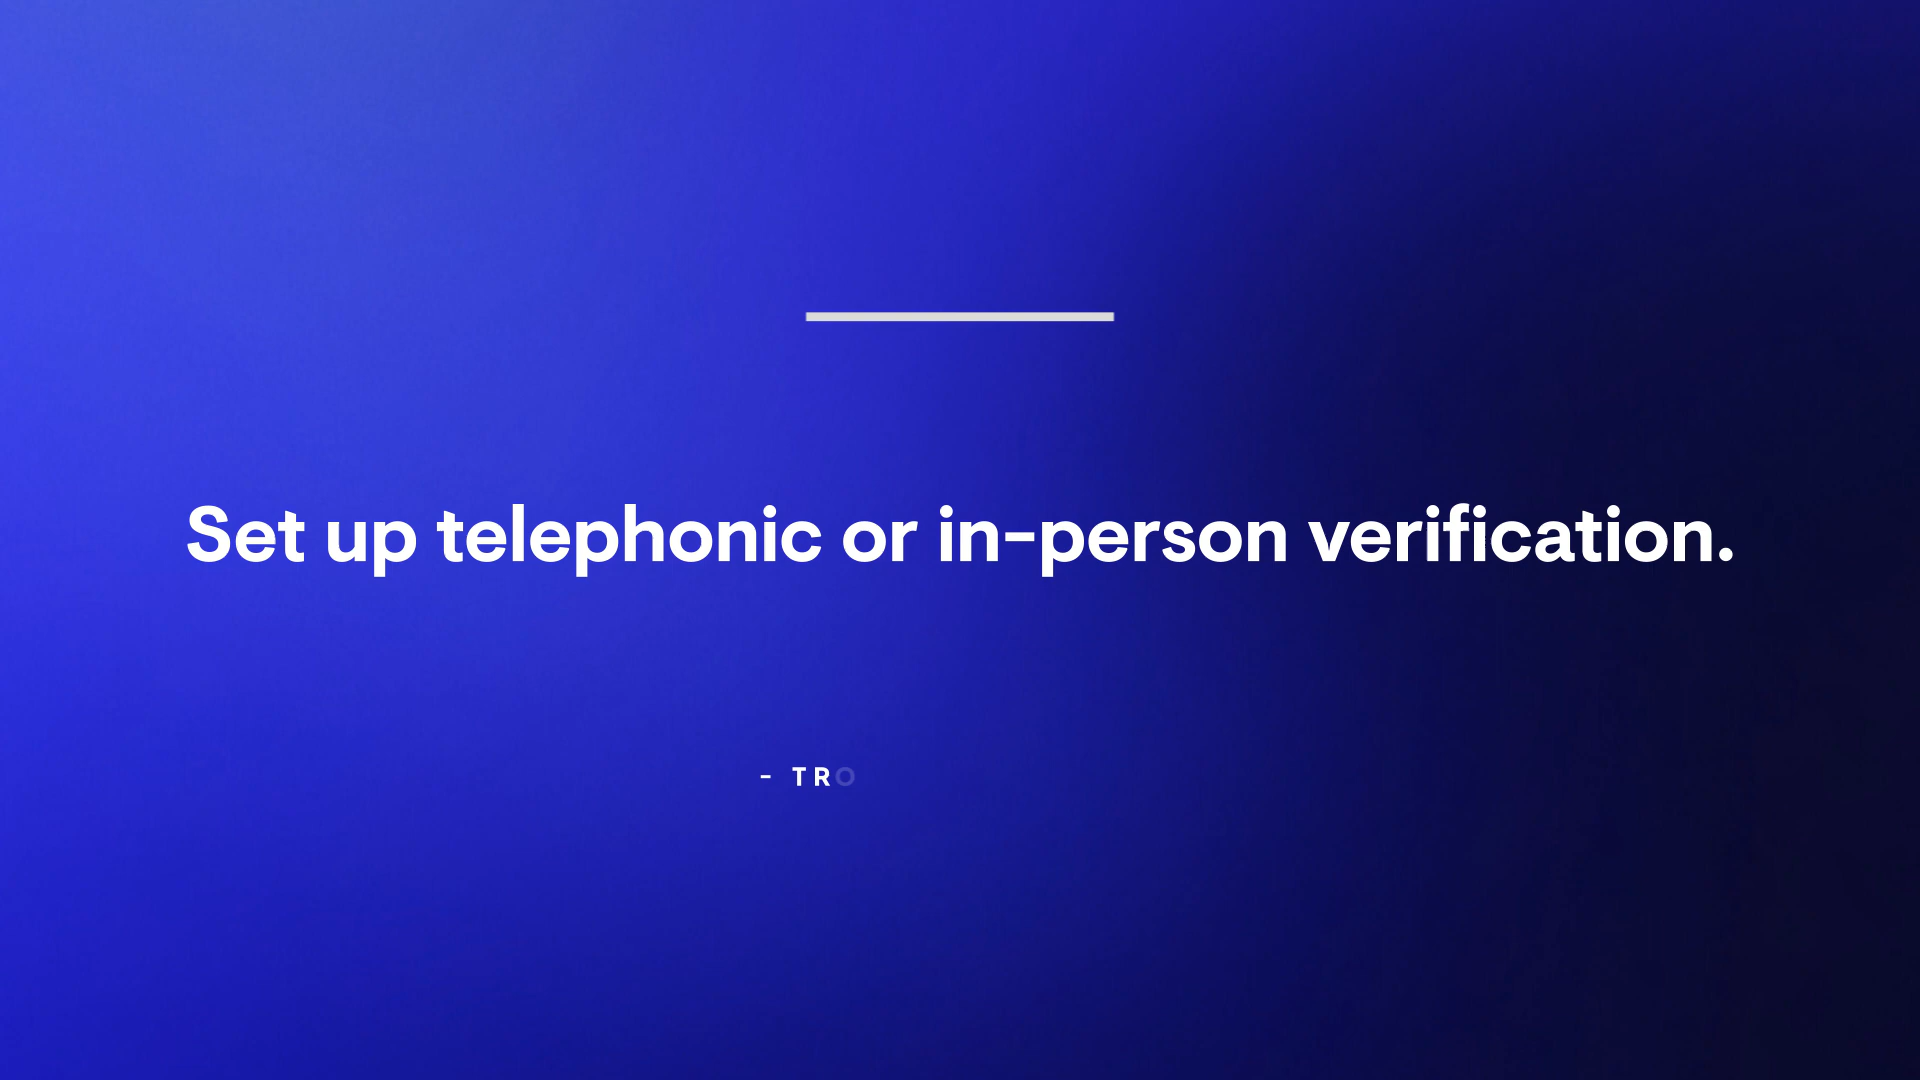 Set up telephonic or in-person verification.
- TRO